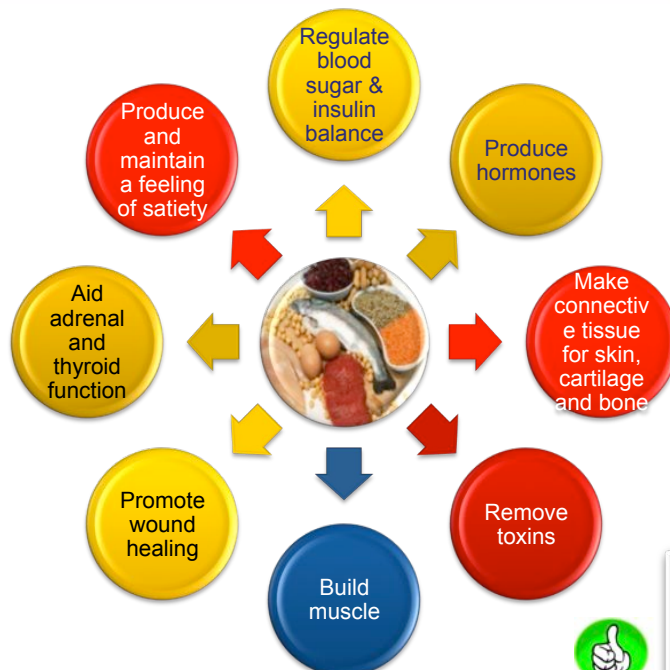 Regulate
blood
sugar &
insulin
balance
Produce
hormones
Make
connectiv
e tissue
for skin,
cartilage
and bone
Remove
toxins
Build
muscle
Promote
wound
healing
Aid
adrenal
and
thyroid
function
Produce
and
maintain
a feeling
of satiety